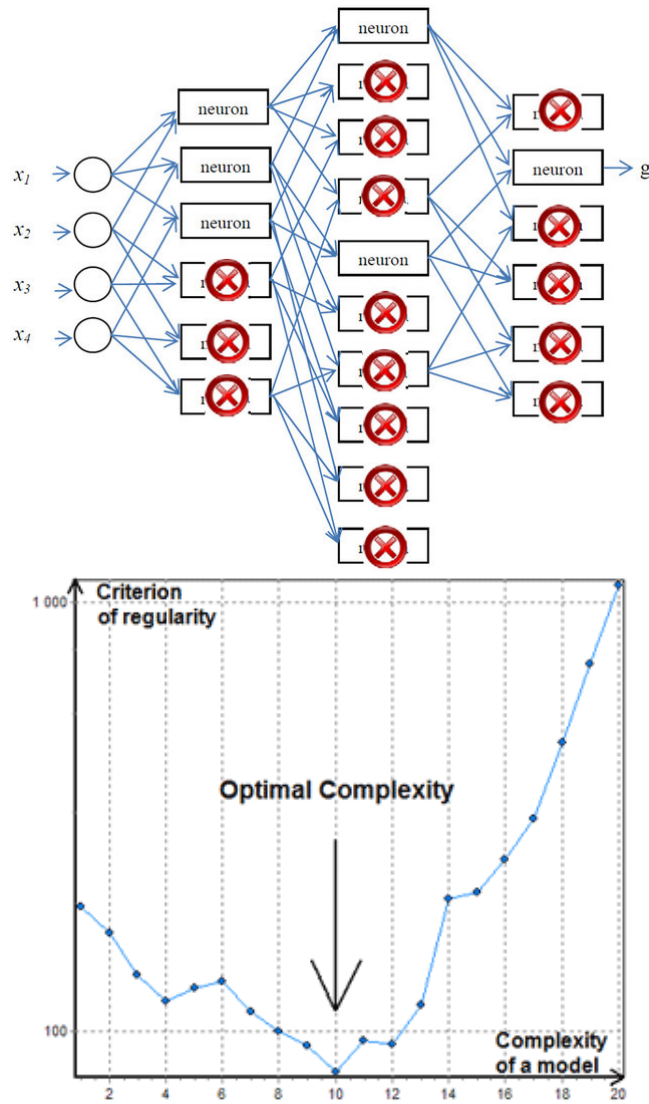 neuron
neuron
x1
neuron
neuron
g
x2
neuron
neuron
x3
x4
Criterion
of regularity
1 000
Optimal Complexity
100
Complexity
of a model
2 4 6 8 10 12 14 16 18 20